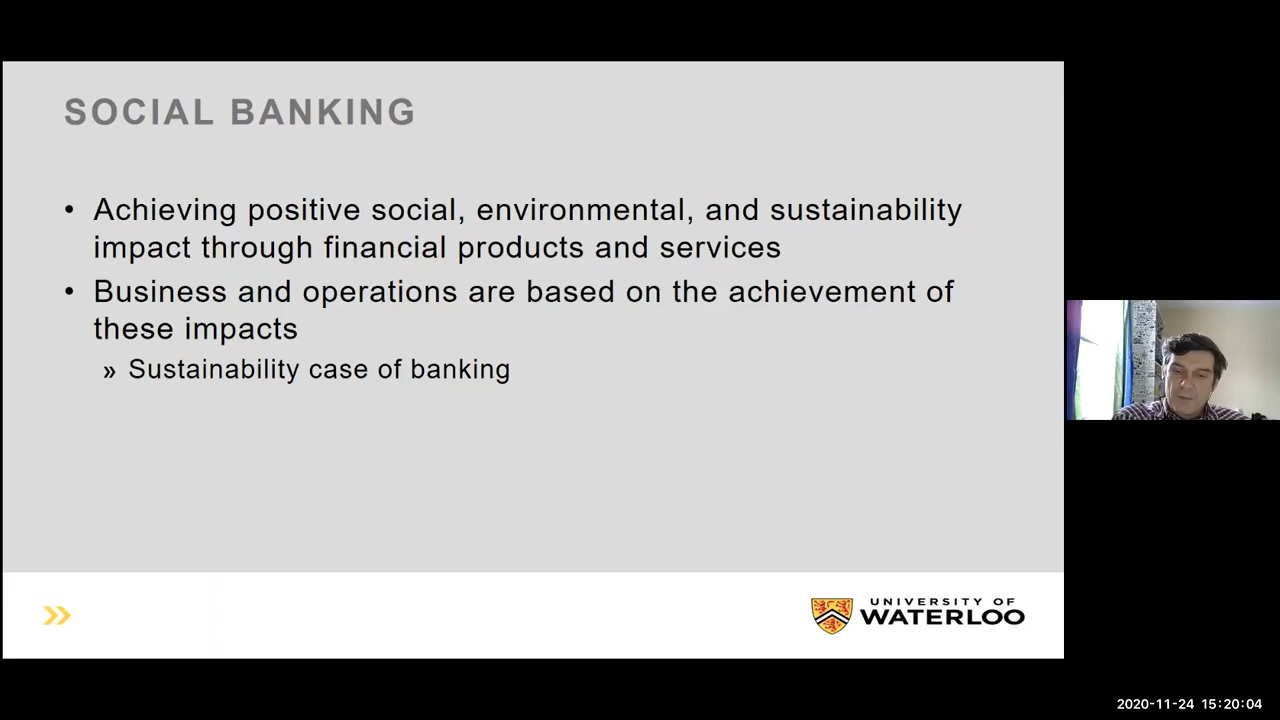 SOCIAL BANKING
• Achieving positive social, environmental, and sustainability
impact through financial products and services
• Business and operations are based on the achievement of
these impacts
» Sustainability case of banking
UNIVERSITY OF
WATERLOO
2020-11-24 15:20:04